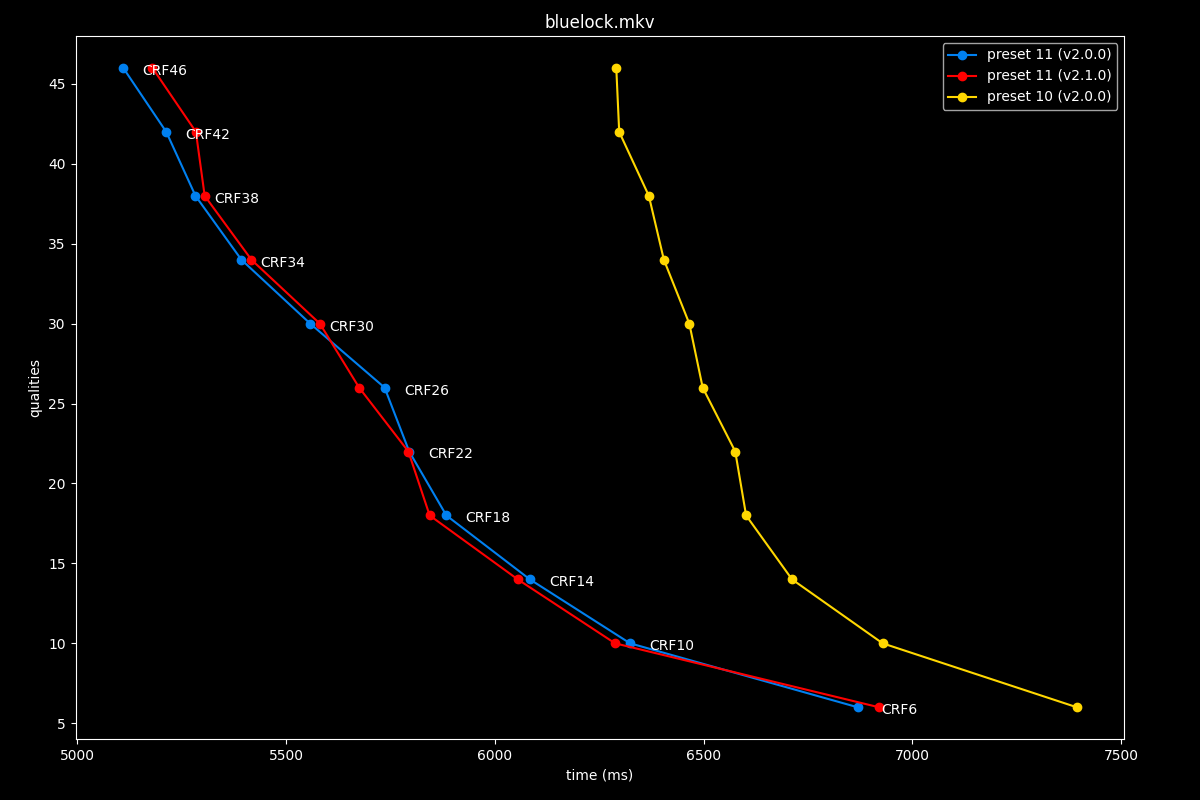 bluelock.mkv
preset 11 (v2.0.0)
preset 11 (v2.1.0)
preset 10 (v2.0.0)
45
40
35
30
25
20
15
10
5
qualities
CRF46
CRF42
CRF38
CRF34
CRF30
CRF26
CRF22
CRF18
CRF14
CRF10
CRF6
5000
5500
6000
6500
7000
7500
time (ms)